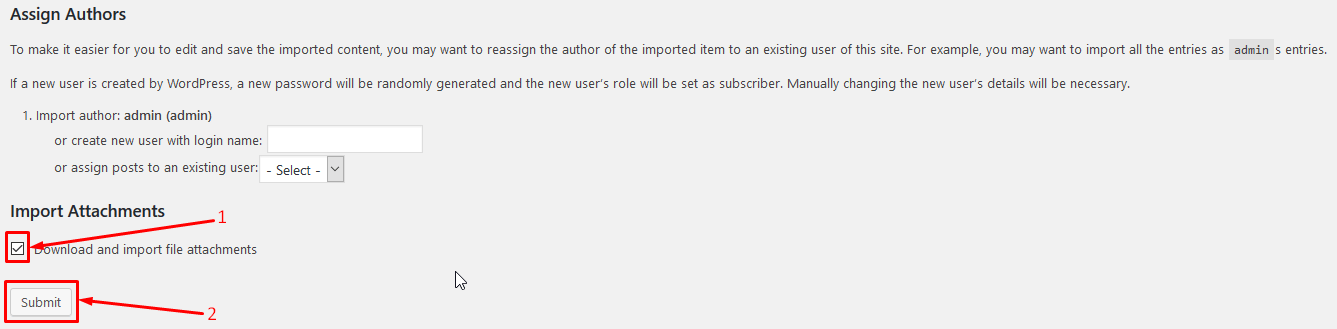 Assign Authors
To make it easier for you to edit and save the imported content, you may want to reassign the author of the imported item to an existing user of this site. For example, you may want to import all the entries as admin s entries.
If a new user is created by WordPress, a new password will be randomly generated and the new user's role will be set as subscriber. Manually changing the new user's details will be necessary.
1. Import author: admin (admin)
or create new user with login name:
or assign posts to an existing user: - Select -
Import Attachments
1
Download and import file attachments
Submit
2